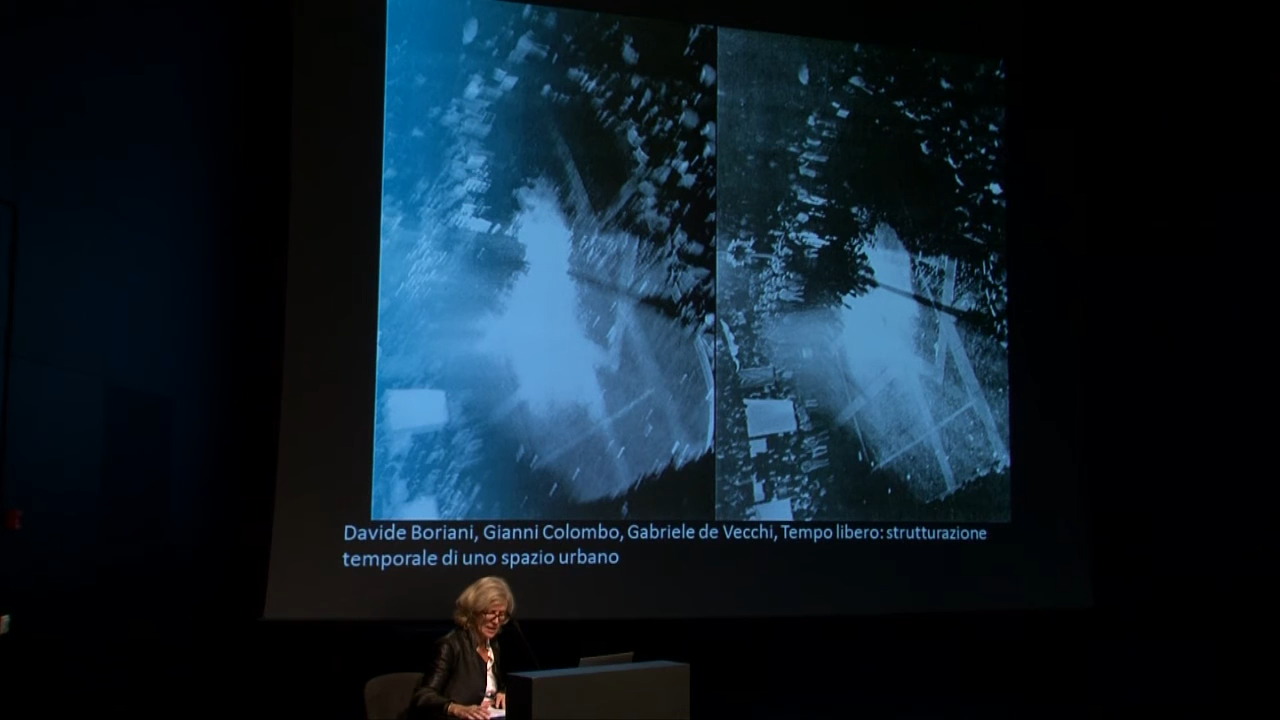 Davide Boriani, Gianni Colombo, Gabriele de Vecchi, Tempo libero: strutturazione
temporale di uno spazio urbano